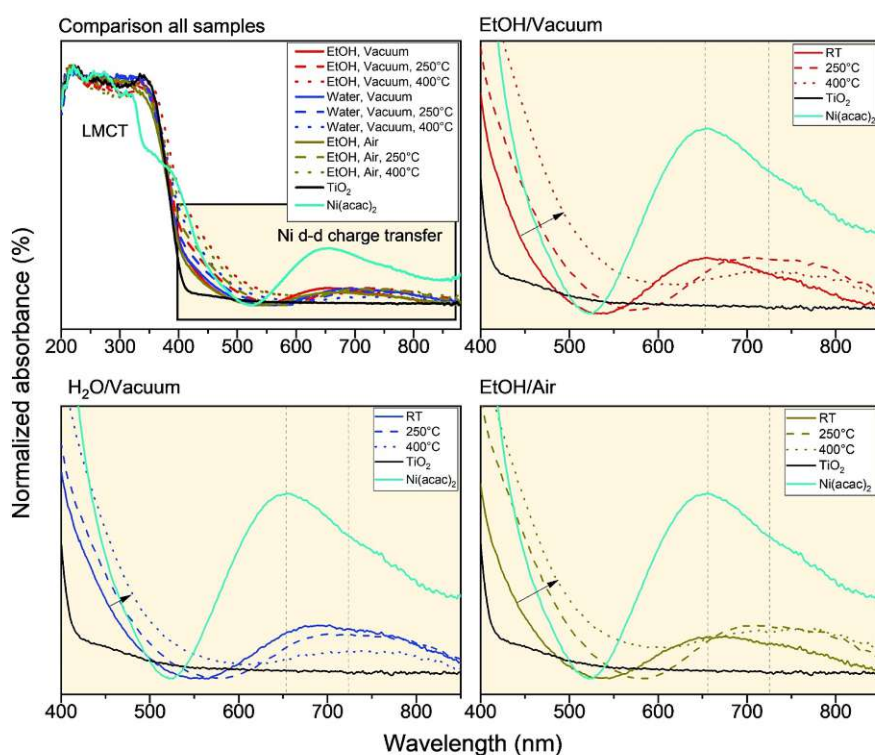 Comparison all samples
EtOH, Vacuum
EtOH, Vacuum, 250°C
EtOH, Vacuum, 400°C
Water, Vacuum
Water, Vacuum, 250°C
Water, Vacuum, 400°C
EtOH, Air
EtOH, Air, 250°C
EtOH, Air, 400°C
TiO₂
Ni(acac)₂
LMCT
Ni d-d charge transfer
200 300 400 500 600 700 800
EtOH/Vacuum
RT
250°C
400°C
TiO₂
Ni(acac)₂
400 500 600 700 800
H₂O/Vacuum
RT
250°C
400°C
TiO₂
Ni(acac)₂
400 500 600 700 800
EtOH/Air
RT
250°C
400°C
TiO₂
Ni(acac)₂
400 500 600 700 800
Normalized absorbance (%)
Wavelength (nm)